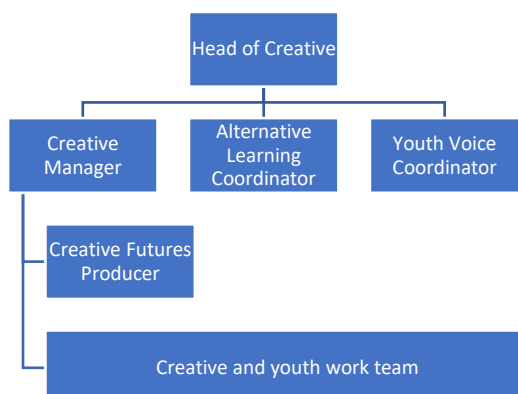 Head of Creative
Creative
Manager
Alternative
Learning
Coordinator
Youth Voice
Coordinator
Creative Futures
Producer
Creative and youth work team